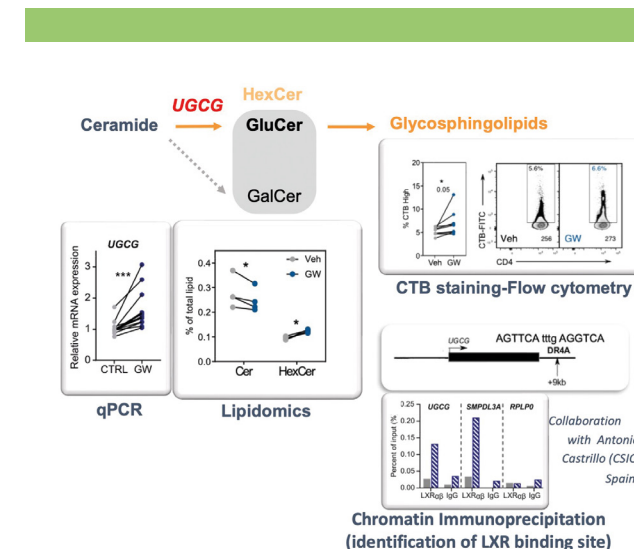 UGCG
HexCer
Ceramide
GluCer
Glycosphingolipids
GalCer
UGCG
***
Relative mRNA expression
3
2
1
0
CTRL GW
qPCR
Veh
GW
% of total lipid
0.4
0.3
0.2
0.1
0.0
*
*
Cer
HexCer
Lipidomics
% CTB High
20
15
10
5
0
*
0.05
Veh GW
CTB-FITC
5.6%
6.6%
Veh
256
GW
273
CD4
CTB staining-Flow cytometry
UGCG
AGTTCA tttg AGGTCA
DR4A
+9kb
Percent of input (%
0.25
0.20
0.15
0.10
0.05
0.00
UGCG SMPDL3A RPLP0
LXRαβ IgG LXRαβ IgG LXRαβ IgG
Collaboration
with Antonio
Castrillo (CSIC
Spain
Chromatin Immunoprecipitation
(identification of LXR binding site)